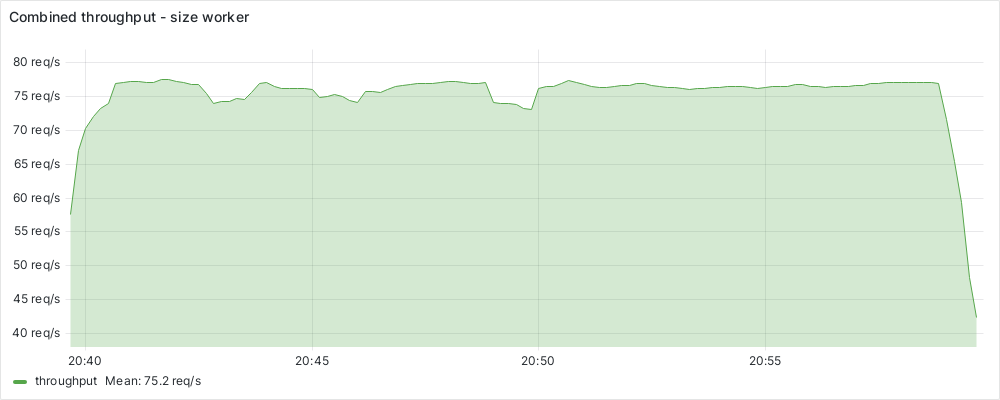 Combined throughput - size worker
80 req/s
75 req/s
70 req/s
65 req/s
60 req/s
55 req/s
50 req/s
45 req/s
40 req/s
20:40 20:45 20:50 20:55
throughput Mean: 75.2 req/s